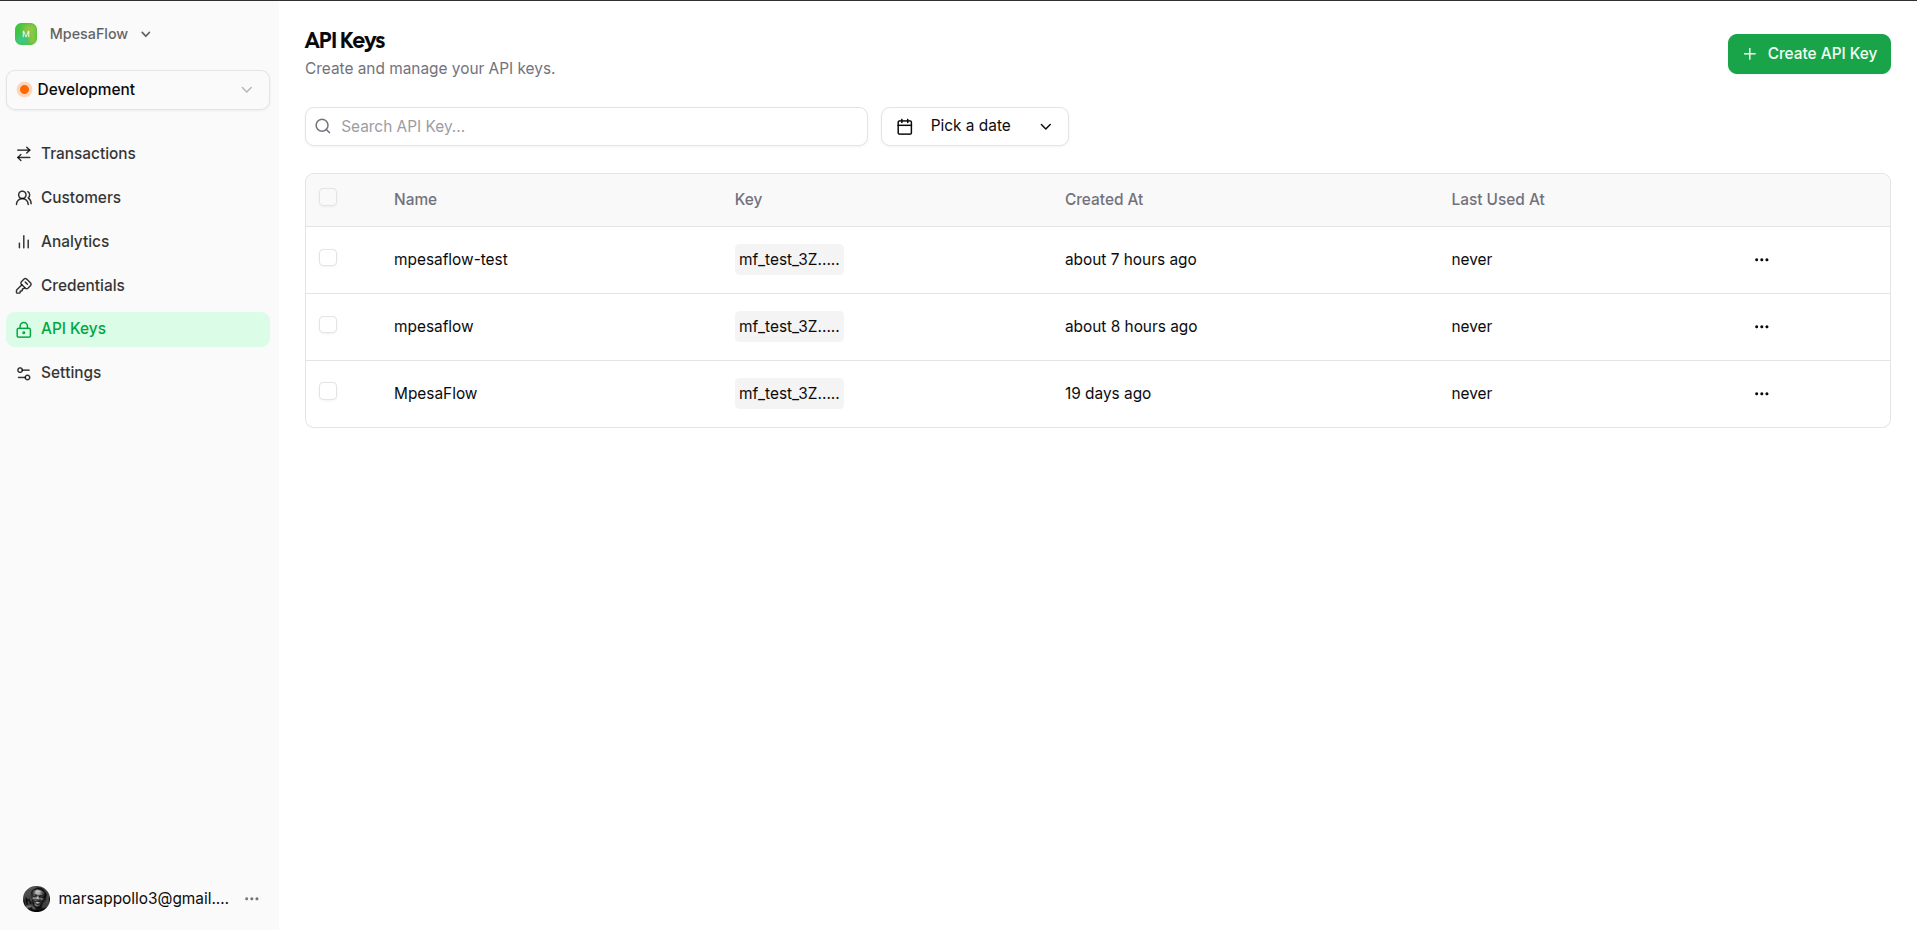 M MpesaFlow
Development
Transactions
Customers
Analytics
Credentials
API Keys
Settings
marsappollo3@gmail....
API Keys
Create and manage your API keys.
Create API Key
Search API Key...
Pick a date
Name Key Created At Last Used At
mpesaflow-test mf_test_3Z..... about 7 hours ago never
mpesaflow mf_test_3Z..... about 8 hours ago never
MpesaFlow mf_test_3Z..... 19 days ago never